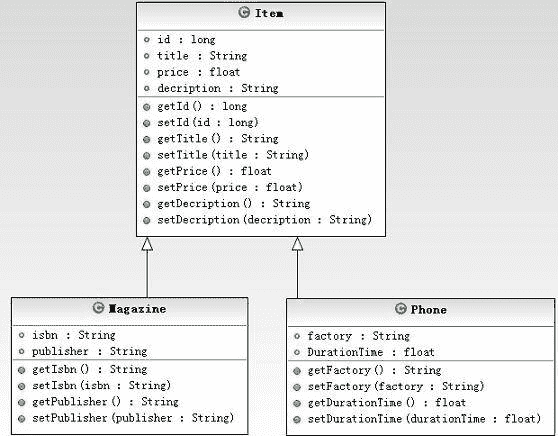 Item
id : long
title : String
price : float
decription : String
getId() : long
setId(id : long)
getTitle() : String
setTitle(title : String)
getPrice() : float
setPrice(price : float)
getDecription() : String
setDecription(decription : String)
Magazine
isbn : String
publisher : String
getIsbn() : String
setIsbn(isbn : String)
getPublisher() : String
setPublisher(publisher : String)
Phone
factory : String
DurationTime : float
getFactory() : String
setFactory(factory : String)
getDurationTime() : float
setDurationTime(durationTime : float)